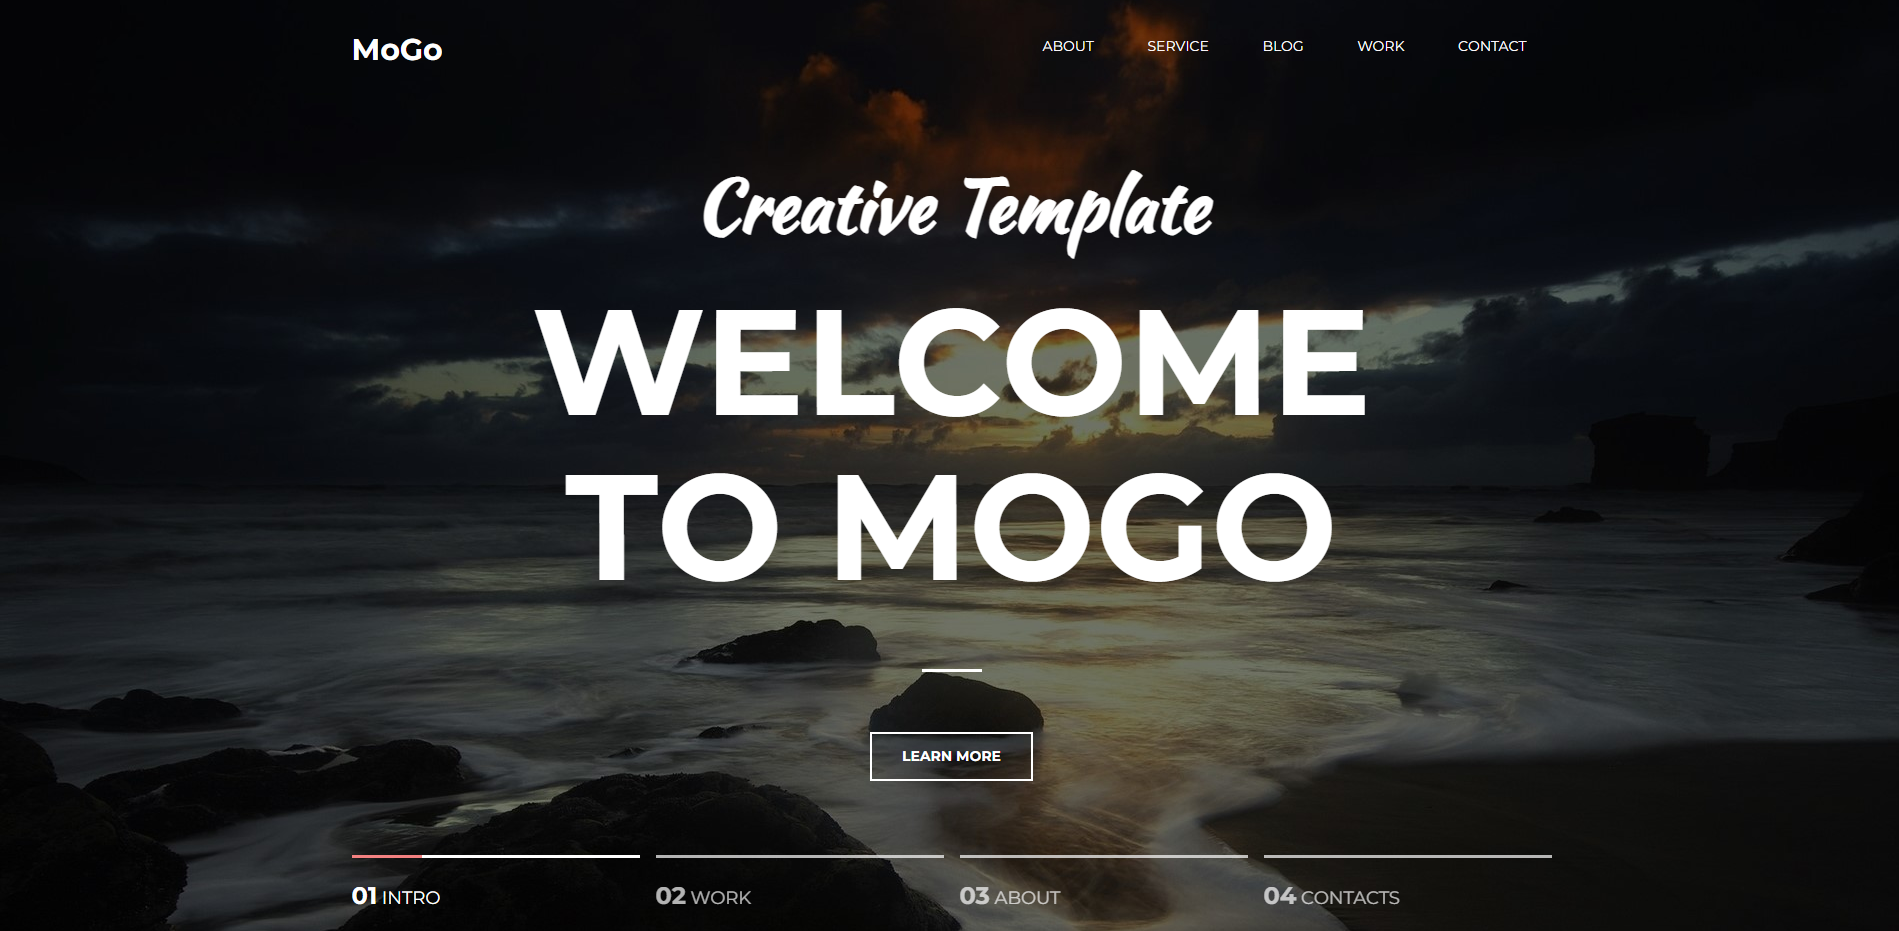 MoGo
ABOUT SERVICE BLOG WORK CONTACT
Creative Template
WELCOME
TO MOGO
LEARN MORE
01 INTRO 02 WORK 03 ABOUT 04 CONTACTS